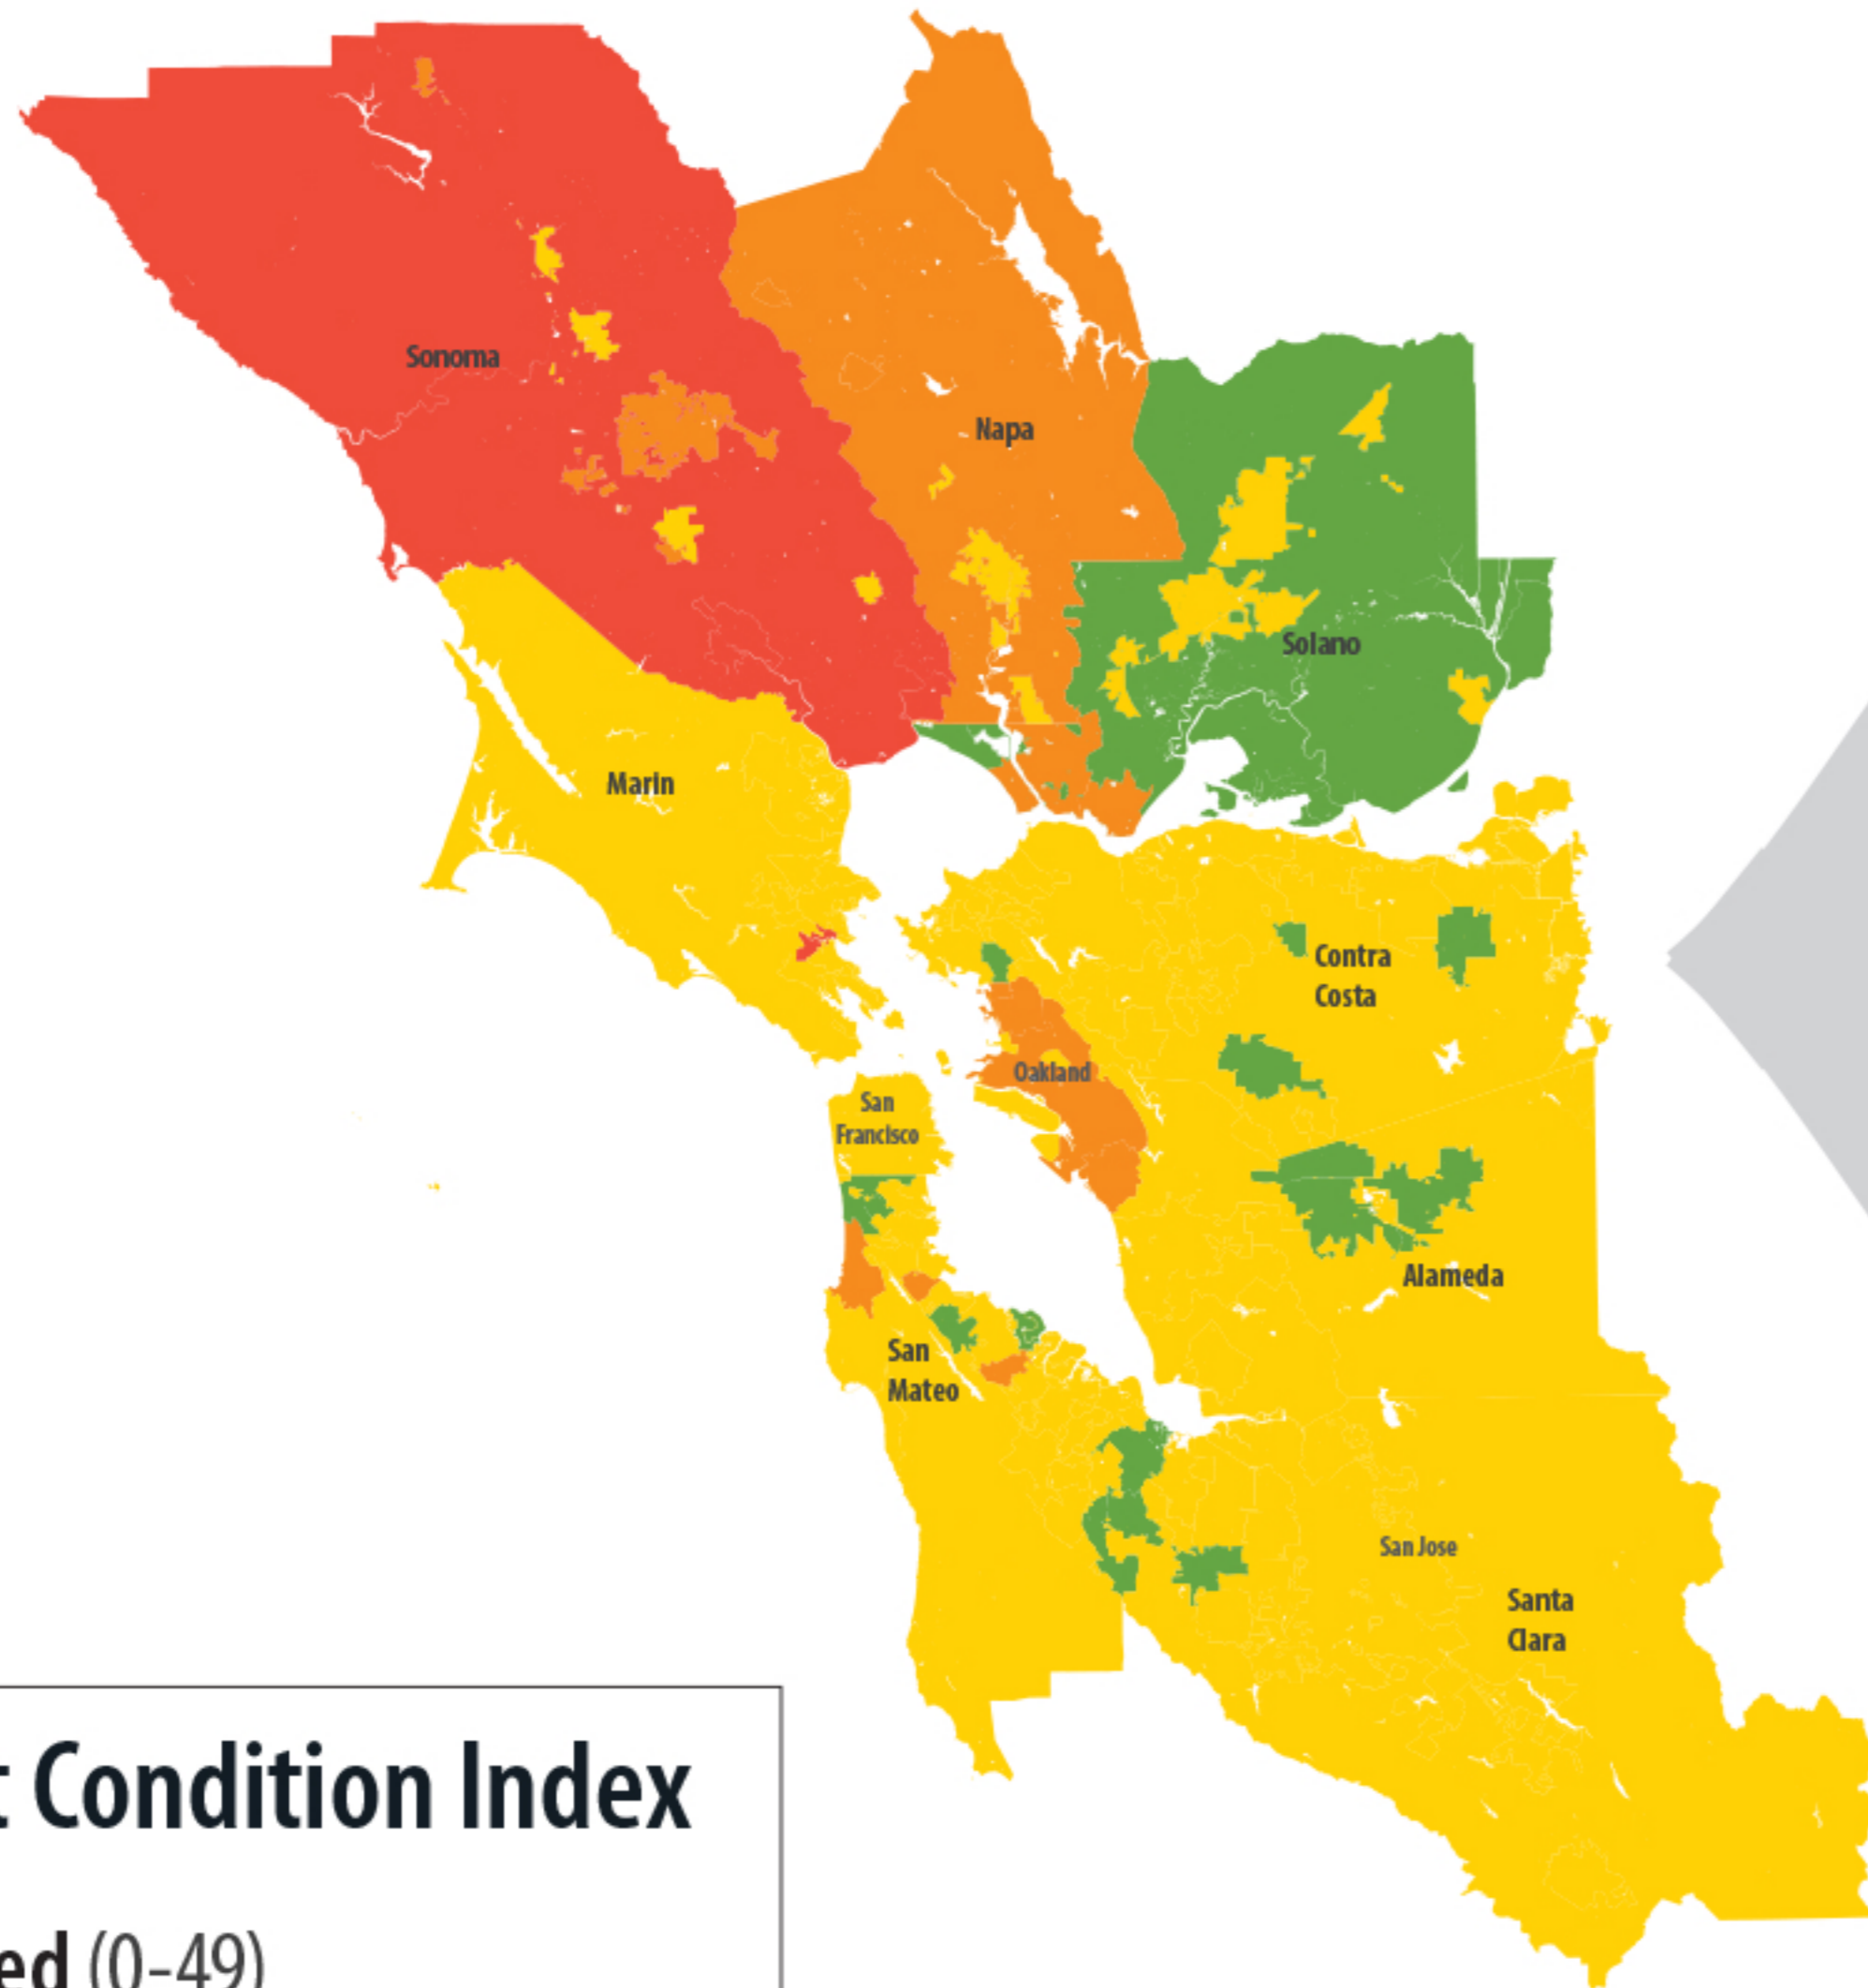 Sonoma
Napa
Solano
Marin
Contra
Costa
Oakland
San
Francisco
Alameda
San
Mateo
San Jose
Santa
Clara
t Condition Index
ed (0-49)